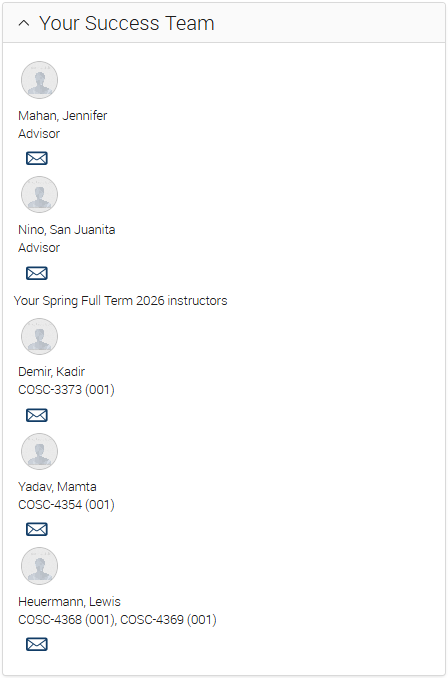 Your Success Team
Mahan, Jennifer
Advisor
Nino, San Juanita
Advisor
Your Spring Full Term 2026 instructors
Demir, Kadir
COSC-3373 (001)
Yadav, Mamta
COSC-4354 (001)
Heuermann, Lewis
COSC-4368 (001), COSC-4369 (001)